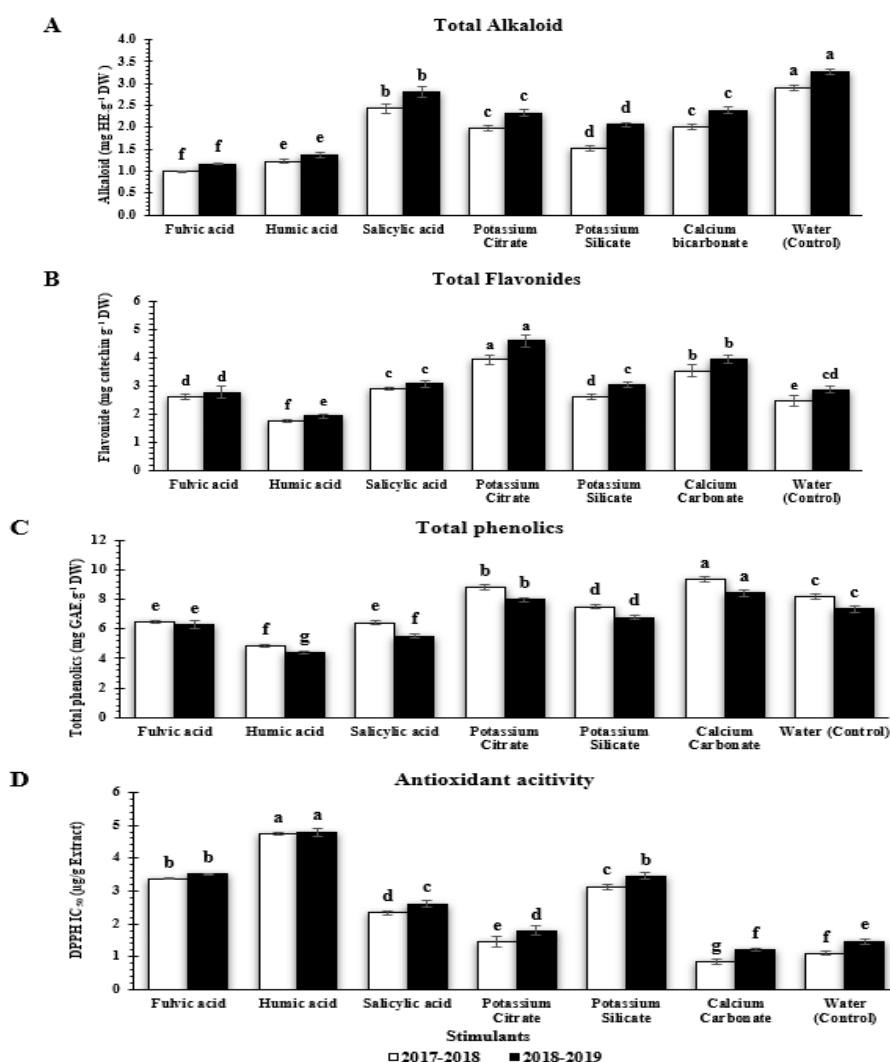 A
Total Alkaloid
Alkaloid (mg HE.g⁻¹ DW)
4.0
3.5
3.0
2.5
2.0
1.5
1.0
0.5
0.0
f f e e b b c c d d c c a a
Fulvic acid Humic acid Salicylic acid Potassium Citrate Potassium Silicate Calcium bicarbonate Water (Control)
B
Total Flavonides
Flavonide (mg catechin g⁻¹ DW)
6
5
4
3
2
1
0
d d f e c c a a d c b b e cd
Fulvic acid Humic acid Salicylic acid Potassium Citrate Potassium Silicate Calcium Carbonate Water (Control)
C
Total phenolics
Total phenolics (mg GAE.g¹ DW)
12
10
8
6
4
2
0
e e f g e f b b d d a a c c
Fulvic acid Humic acid Salicylic acid Potassium Citrate Potassium Silicate Calcium Carbonate Water (Control)
D
Antioxidant acitivity
DPPH IC₅₀ (µg/g Extract)
6
5
4
3
2
1
0
b b a a d c e d c b g f f e
Fulvic acid Humic acid Salicylic acid Potassium Citrate Potassium Silicate Calcium Carbonate Water (Control)
Stimulants
2017-2018 2018-2019